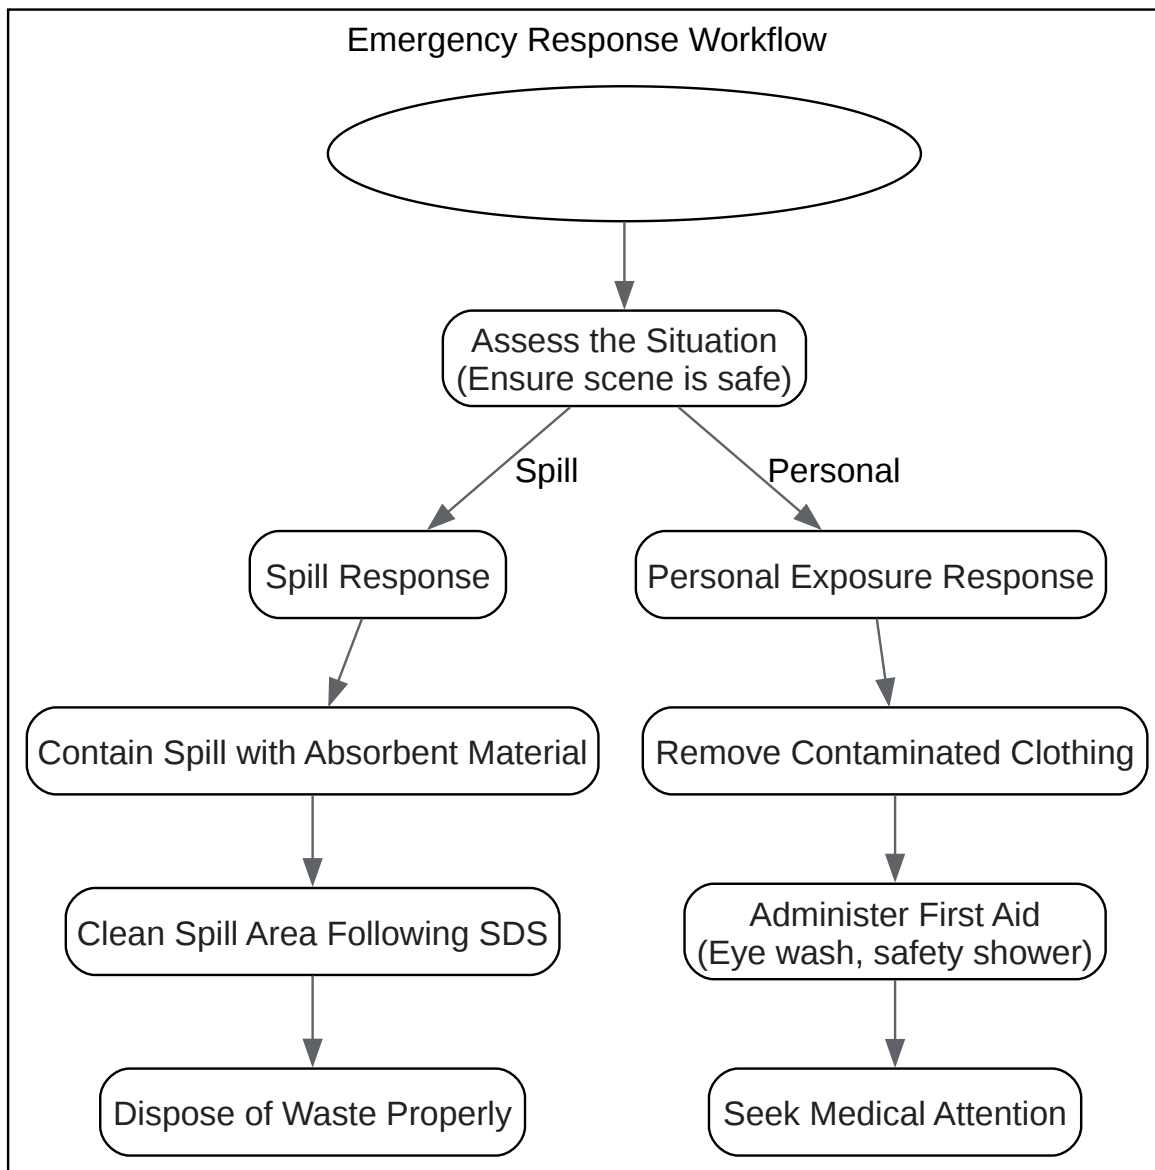 Emergency Response Workflow
Assess the Situation
(Ensure scene is safe)
Spill
Personal
Spill Response
Personal Exposure Response
Contain Spill with Absorbent Material
Remove Contaminated Clothing
Clean Spill Area Following SDS
Administer First Aid
(Eye wash, safety shower)
Dispose of Waste Properly
Seek Medical Attention